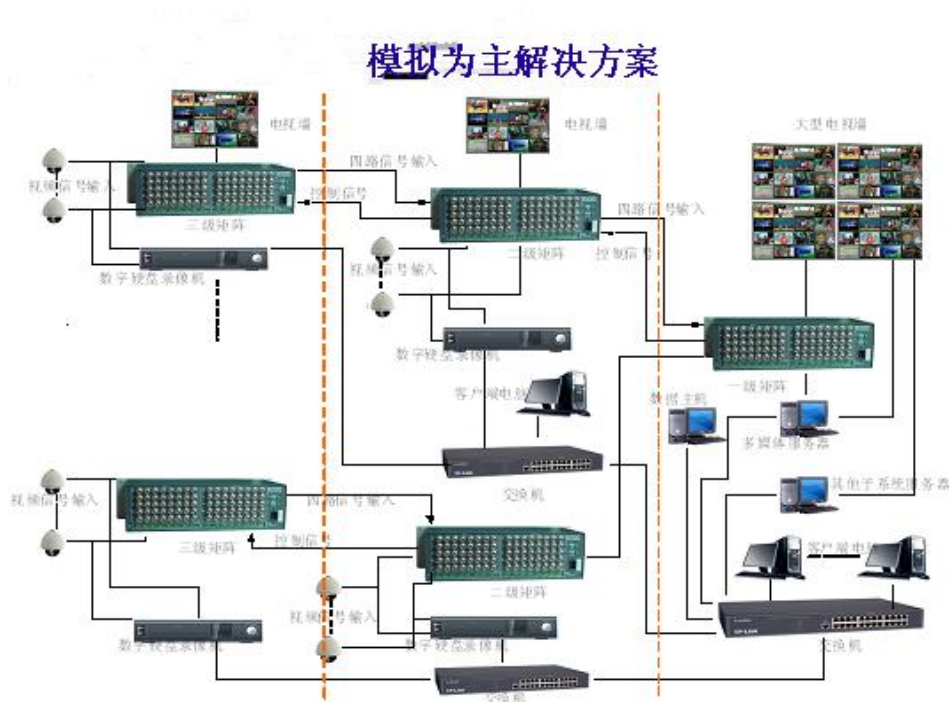 模拟为主解决方案
电视墙
电视墙
大型电视墙
四路信号输入
视频信号输入
控制信号
三级矩阵
四路信号输入
二级矩阵
控制信号
视频信号输入
数字硬盘录像机
数字硬盘录像机
一级矩阵
客户端电脑
数据主机
多媒体服务器
交换机
其他子系统服务器
视频信号输入
四路信号输入
控制信号
三级矩阵
客户端电脑
二级矩阵
视频信号输入
数字硬盘录像机
数字硬盘录像机
交换机
交换机